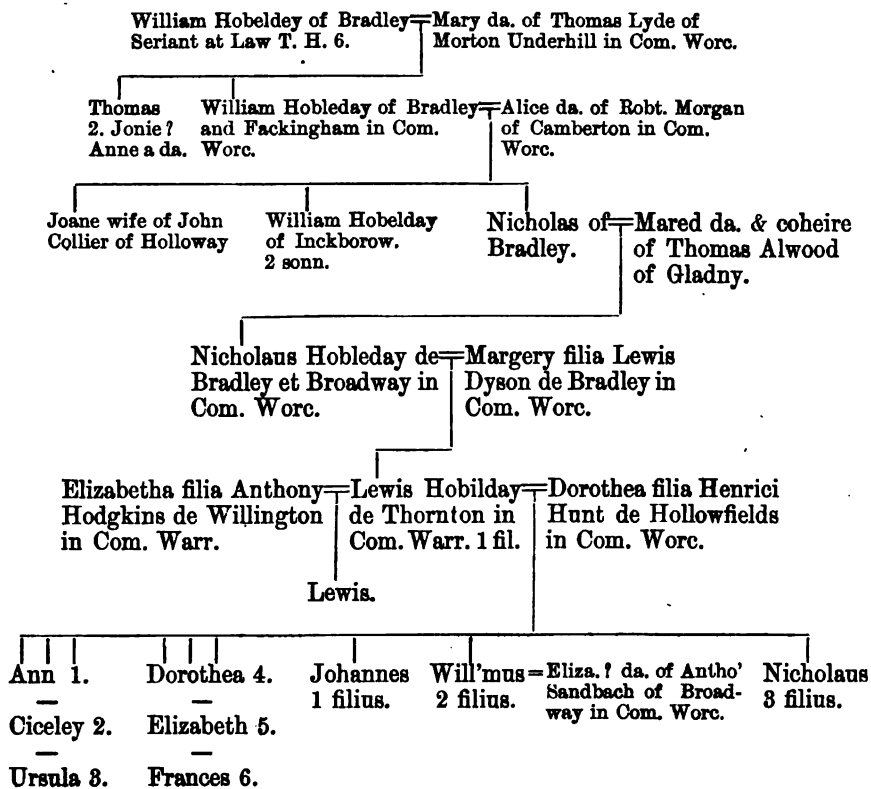 William Hobeldey of Bradley=Mary da. of Thomas Lyde of
Seriant at Law T. H. 6.
Morton Underhill in Com. Worc.
Thomas
2. Jonie?
Anne a da.
William Hobleday of Bradley=Alice da. of Robt. Morgan
and Fackingham in Com.
Worc.
of Camberton in Com.
Worc.
Joane wife of John
Collier of Holloway
William Hobelday
of Inckborow.
2 sonn.
Nicholas of=Mared da. & coheire
Bradley.
of Thomas Alwood
of Gladny.
Nicholaus Hobleday de=Margery filia Lewis
Bradley et Broadway in
Com. Worc.
Dyson de Bradley in
Com. Worc.
Elizabetha filia Anthony=Lewis Hobilday=Dorothea filia Henrici
Hodgkins de Willington
in Com. Warr.
de Thornton in
Com. Warr. 1 fil.
Hunt de Hollowfields
in Com. Worc.
Lewis.
Ann 1.
Ciceley 2.
Ursula 3.
Dorothea 4.
Elizabeth 5.
Frances 6.
Johannes
1 filius.
Will'mus=Eliza.? da. of Antho'
2 filius.
Sandbach of Broad-
way in Com. Worc.
Nicholaus
3 filius.